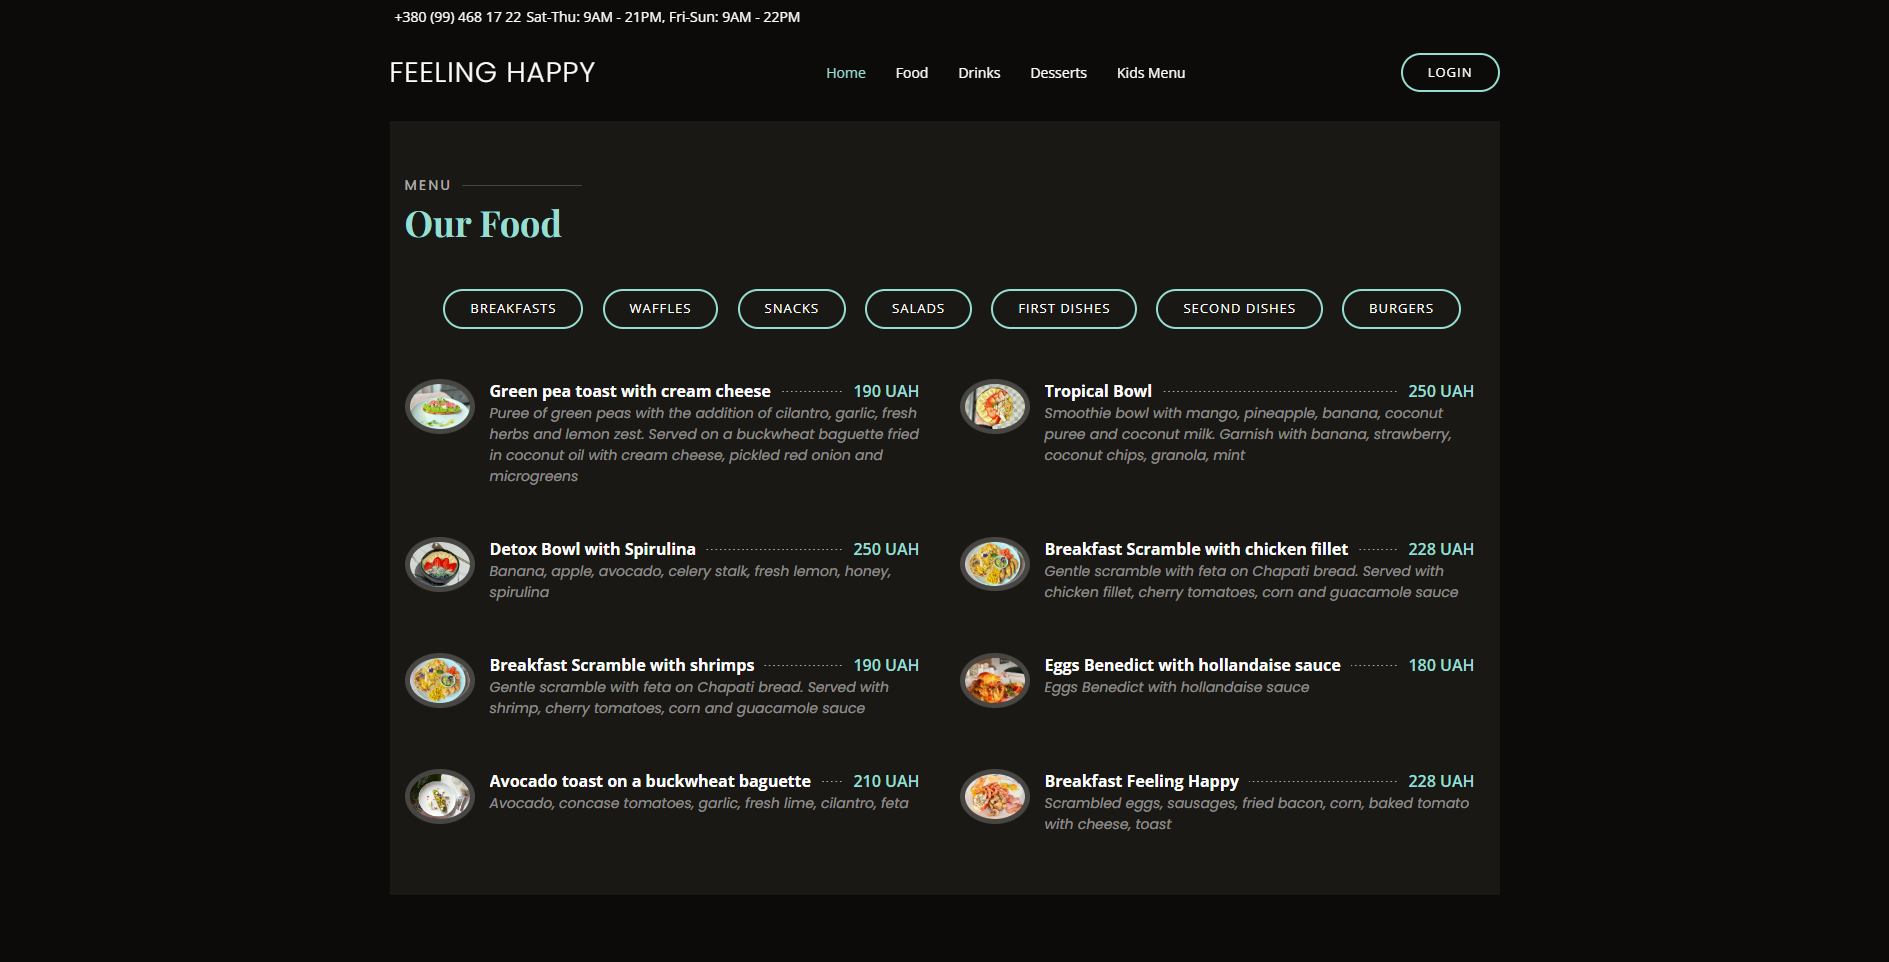 +380 (99) 468 17 22 Sat-Thu: 9AM - 21PM, Fri-Sun: 9AM - 22PM
FEELING HAPPY
Home Food Drinks Desserts Kids Menu
LOGIN
MENU
Our Food
BREAKFASTS WAFFLES SNACKS SALADS FIRST DISHES SECOND DISHES BURGERS
Green pea toast with cream cheese 190 UAH
Puree of green peas with the addition of cilantro, garlic, fresh
herbs and lemon zest. Served on a buckwheat baguette fried
in coconut oil with cream cheese, pickled red onion and
microgreens
Tropical Bowl 250 UAH
Smoothie bowl with mango, pineapple, banana, coconut
puree and coconut milk. Garnish with banana, strawberry,
coconut chips, granola, mint
Detox Bowl with Spirulina 250 UAH
Banana, apple, avocado, celery stalk, fresh lemon, honey,
spirulina
Breakfast Scramble with chicken fillet 228 UAH
Gentle scramble with feta on Chapati bread. Served with
chicken fillet, cherry tomatoes, corn and guacamole sauce
Breakfast Scramble with shrimps 190 UAH
Gentle scramble with feta on Chapati bread. Served with
shrimp, cherry tomatoes, corn and guacamole sauce
Eggs Benedict with hollandaise sauce 180 UAH
Eggs Benedict with hollandaise sauce
Avocado toast on a buckwheat baguette 210 UAH
Avocado, concase tomatoes, garlic, fresh lime, cilantro, feta
Breakfast Feeling Happy 228 UAH
Scrambled eggs, sausages, fried bacon, corn, baked tomato
with cheese, toast